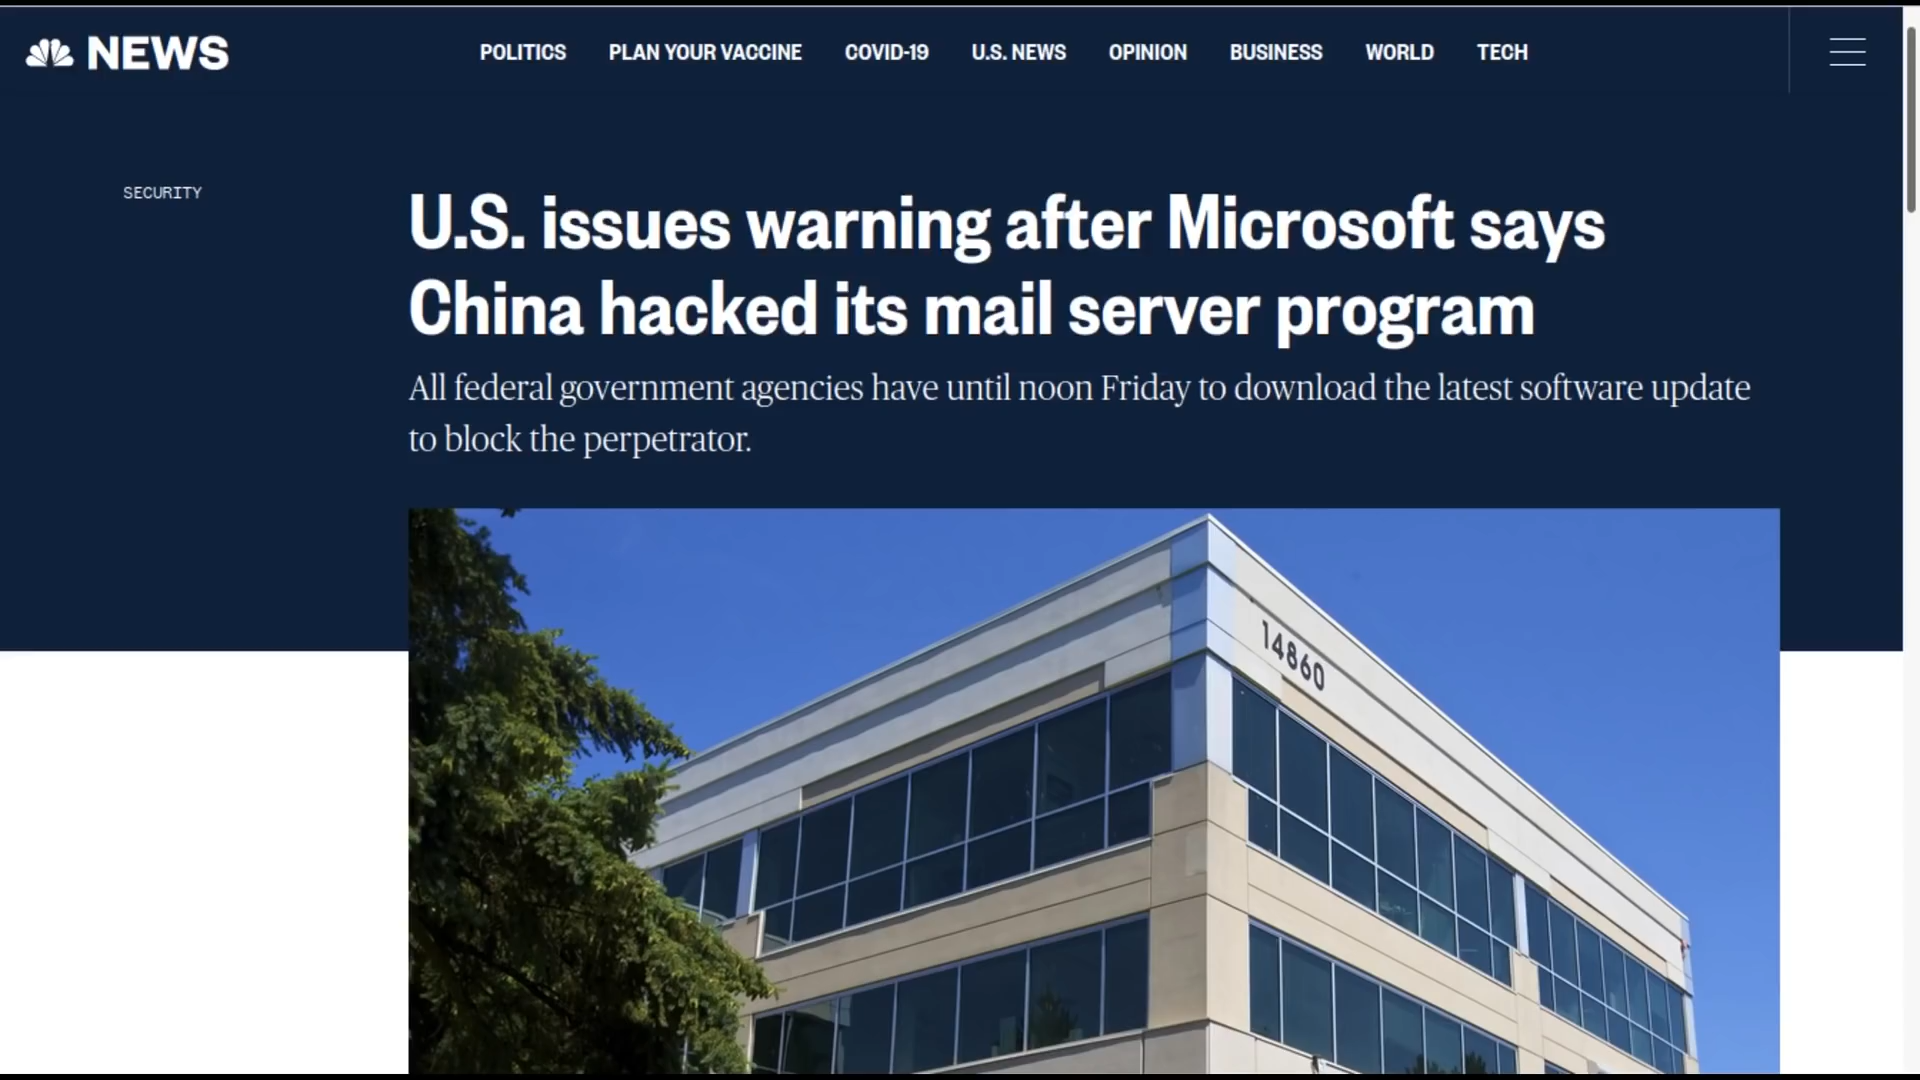 NEWS
POLITICS PLAN YOUR VACCINE COVID-19 U.S. NEWS OPINION BUSINESS WORLD TECH
SECURITY
U.S. issues warning after Microsoft says
China hacked its mail server program
All federal government agencies have until noon Friday to download the latest software update
to block the perpetrator.
14860